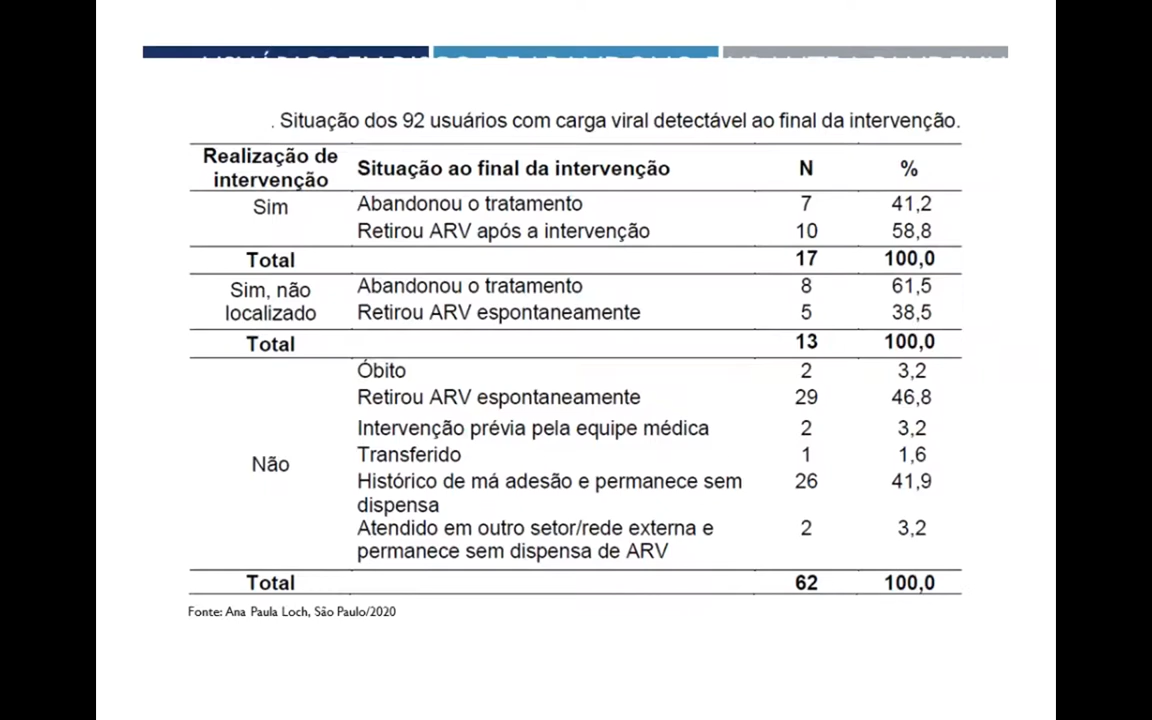 . Situação dos 92 usuários com carga viral detectável ao final da intervenção.
Realização de intervenção Situação ao final da intervenção N %
Sim Abandonou o tratamento 7 41,2
Retirou ARV após a intervenção 10 58,8
Total 17 100,0
Sim, não localizado Abandonou o tratamento 8 61,5
Retirou ARV espontaneamente 5 38,5
Total 13 100,0
Não Óbito 2 3,2
Retirou ARV espontaneamente 29 46,8
Intervenção prévia pela equipe médica 2 3,2
Transferido 1 1,6
Histórico de má adesão e permanece sem 26 41,9
dispensa
Atendido em outro setor/rede externa e 2 3,2
permanece sem dispensa de ARV
Total 62 100,0
Fonte: Ana Paula Loch, São Paulo/2020